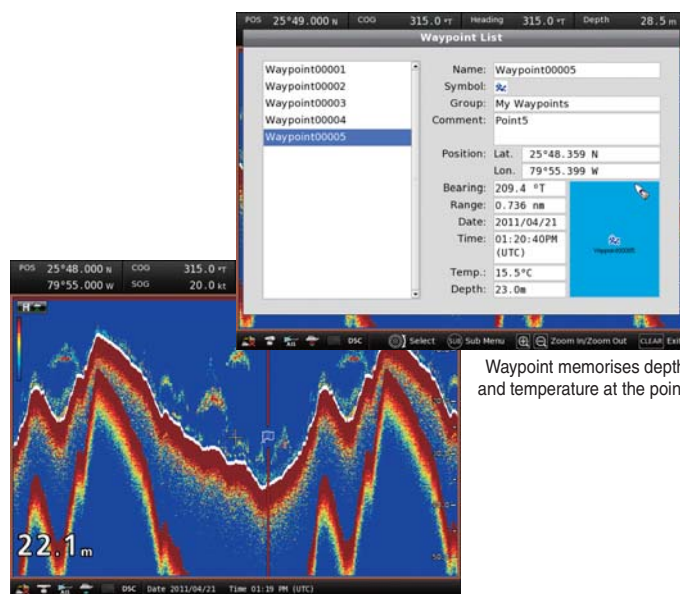 POS 25°49.000 N COG 315.0 °T Heading 315.0 °T Depth 28.5 m
Waypoint List
Waypoint00001
Waypoint00002
Waypoint00003
Waypoint00004
Waypoint00005
Name: Waypoint00005
Symbol:
Group: My Waypoints
Comment: Point5
Position: Lat. 25°48.359 N
Lon. 79°55.399 W
Bearing: 209.4 °T
Range: 0.736 nm
Date: 2011/04/21
Time: 01:20:40PM
(UTC)
Temp.: 15.5°C
Depth: 23.0m
Waypoint00005
AIS DSC Select SUB Sub Menu Zoom In/Zoom Out CLEAR Exit
Waypoint memorises depth
and temperature at the point
POS 25°48.000 N COG 315.0 °T
79°55.000 W SOG 20.0 kt
H
22.1m
AIS DSC Date 2011/04/21 Time 01:19 PM (UTC)